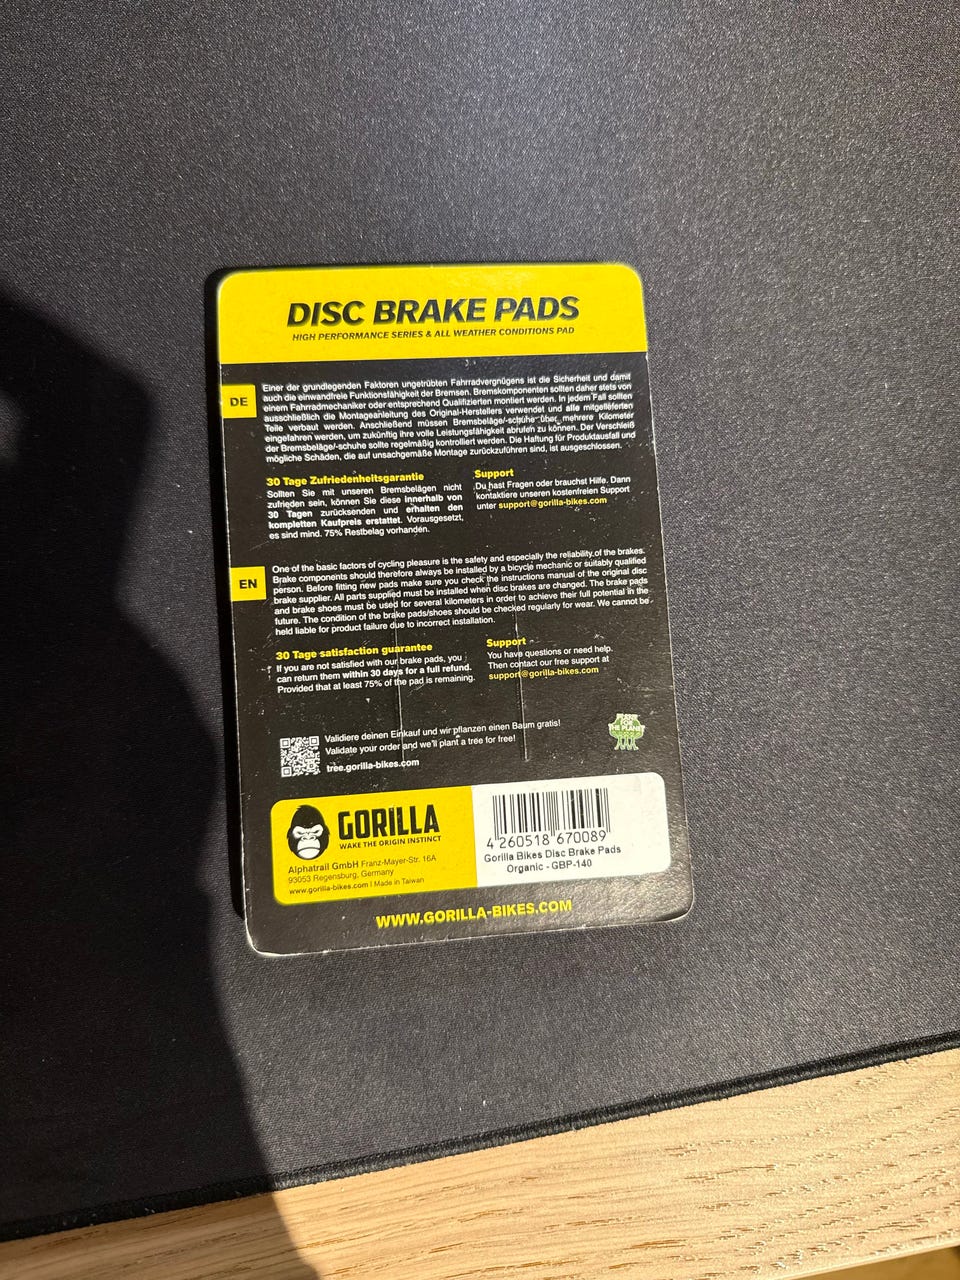 DISC BRAKE PADS
HIGH PERFORMANCE SERIES & ALL WEATHER CONDITIONS PAD
DE
Einer der grundlegenden Faktoren ungetrübten Fahrradvergnügens ist die Sicherheit und damit
auch die einwandfreie Funktionsfähigkeit der Bremsen. Bremskomponenten sollten daher stets von
einem Fahrradmechaniker oder entsprechend Qualifizierten montiert werden. In jedem Fall sollten
ausschließlich die Montageanleitung des Original-Herstellers verwendet und alle mitgelieferten
Teile verbaut werden. Anschließend müssen Bremsbeläge/-schuhe über mehrere Kilometer
eingefahren werden, um zukünftig ihre volle Leistungsfähigkeit abrufen zu können. Der Verschleiß
der Bremsbeläge/-schuhe sollte regelmäßig kontrolliert werden. Die Haftung für Produktausfall und
mögliche Schäden, die auf unsachgemäße Montage zurückzuführen sind, ist ausgeschlossen.
30 Tage Zufriedenheitsgarantie
Sollten Sie mit unseren Bremsbelägen nicht
zufrieden sein, können Sie diese innerhalb von
30 Tagen zurücksenden und erhalten den
kompletten Kaufpreis erstattet. Vorausgesetzt,
es sind mind. 75% Restbelag vorhanden.
Support
Du hast Fragen oder brauchst Hilfe. Dann
kontaktiere unseren kostenfreien Support
unter support@gorilla-bikes.com
EN
One of the basic factors of cycling pleasure is the safety and especially the reliability of the brakes.
Brake components should therefore always be installed by a bicycle mechanic or suitably qualified
person. Before fitting new pads make sure you check the instructions manual of the original disc
brake supplier. All parts supplied must be installed when disc brakes are changed. The brake pads
and brake shoes must be used for several kilometers in order to achieve their full potential in the
future. The condition of the brake pads/shoes should be checked regularly for wear. We cannot be
held liable for product failure due to incorrect installation.
30 Tage satisfaction guarantee
If you are not satisfied with our brake pads, you
can return them within 30 days for a full refund.
Provided that at least 75% of the pad is remaining.
Support
You have questions or need help.
Then contact our free support at
support@gorilla-bikes.com
Validiere deinen Einkauf und wir pflanzen einen Baum gratis!
Validate your order and we'll plant a tree for free!
tree.gorilla-bikes.com
PLANT
FOR
THE PLANET
GORILLA
WAKE THE ORIGIN INSTINCT
Alphatrail GmbH Franz-Mayer-Str. 16A
93053 Regensburg, Germany
www.gorilla-bikes.com | Made in Taiwan
4 260518 670089
Gorilla Bikes Disc Brake Pads
Organic - GBP-140
WWW.GORILLA-BIKES.COM